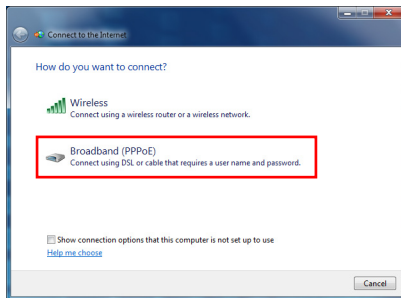 Connect to the Internet
How do you want to connect?
Wireless
Connect using a wireless router or a wireless network.
Broadband (PPPoE)
Connect using DSL or cable that requires a user name and password.
Show connection options that this computer is not set up to use
Help me choose
Cancel